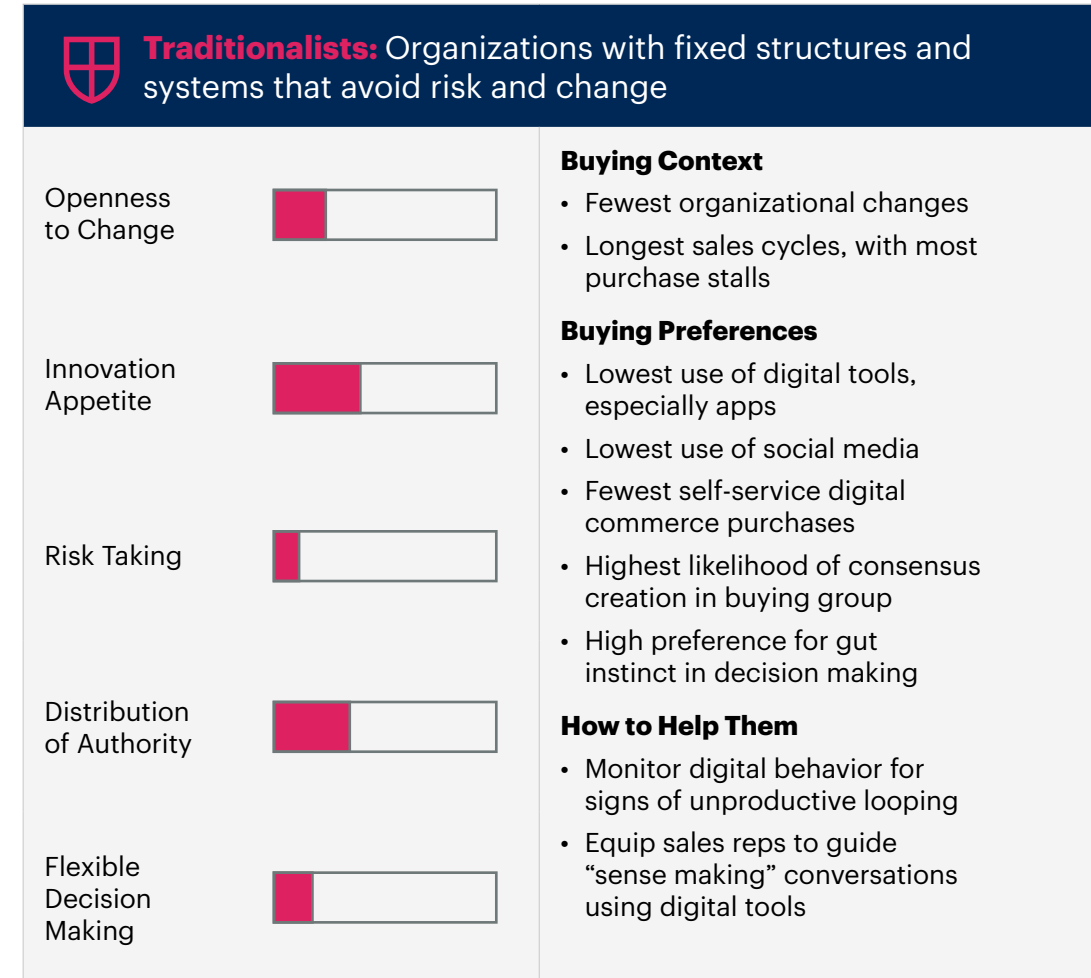 Traditionalists: Organizations with fixed structures and
systems that avoid risk and change
Openness
to Change
Innovation
Appetite
Risk Taking
Distribution
of Authority
Flexible
Decision
Making
Buying Context
• Fewest organizational changes
• Longest sales cycles, with most
purchase stalls
Buying Preferences
• Lowest use of digital tools,
especially apps
• Lowest use of social media
• Fewest self-service digital
commerce purchases
• Highest likelihood of consensus
creation in buying group
• High preference for gut
instinct in decision making
How to Help Them
• Monitor digital behavior for
signs of unproductive looping
• Equip sales reps to guide
“sense making” conversations
using digital tools